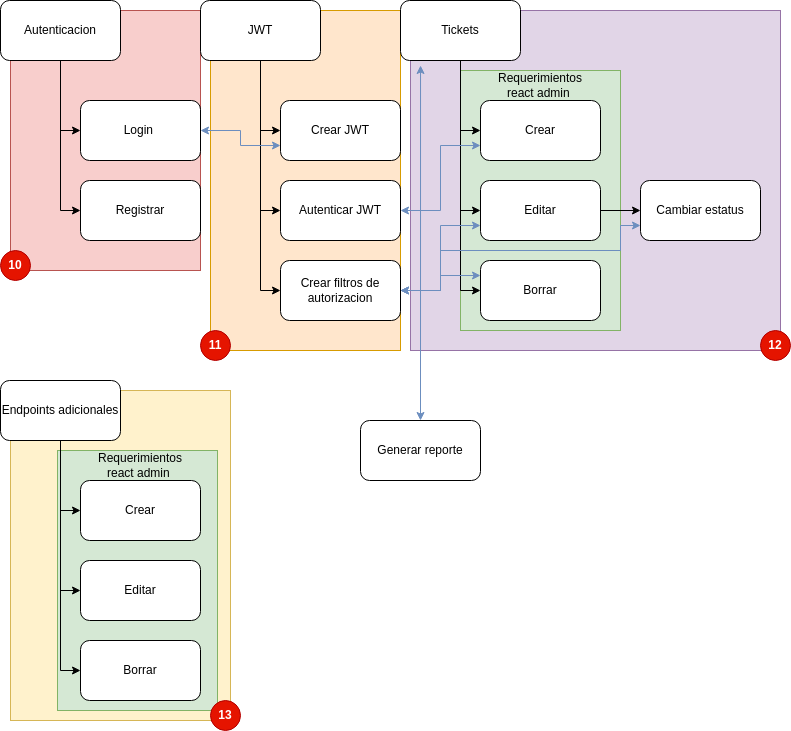 Autenticacion
Login
Registrar
10
JWT
Crear JWT
Autenticar JWT
Crear filtros de
autorizacion
11
Tickets
Requerimientos
react admin
Crear
Editar
Cambiar estatus
Borrar
12
Generar reporte
Endpoints adicionales
Requerimientos
react admin
Crear
Editar
Borrar
13